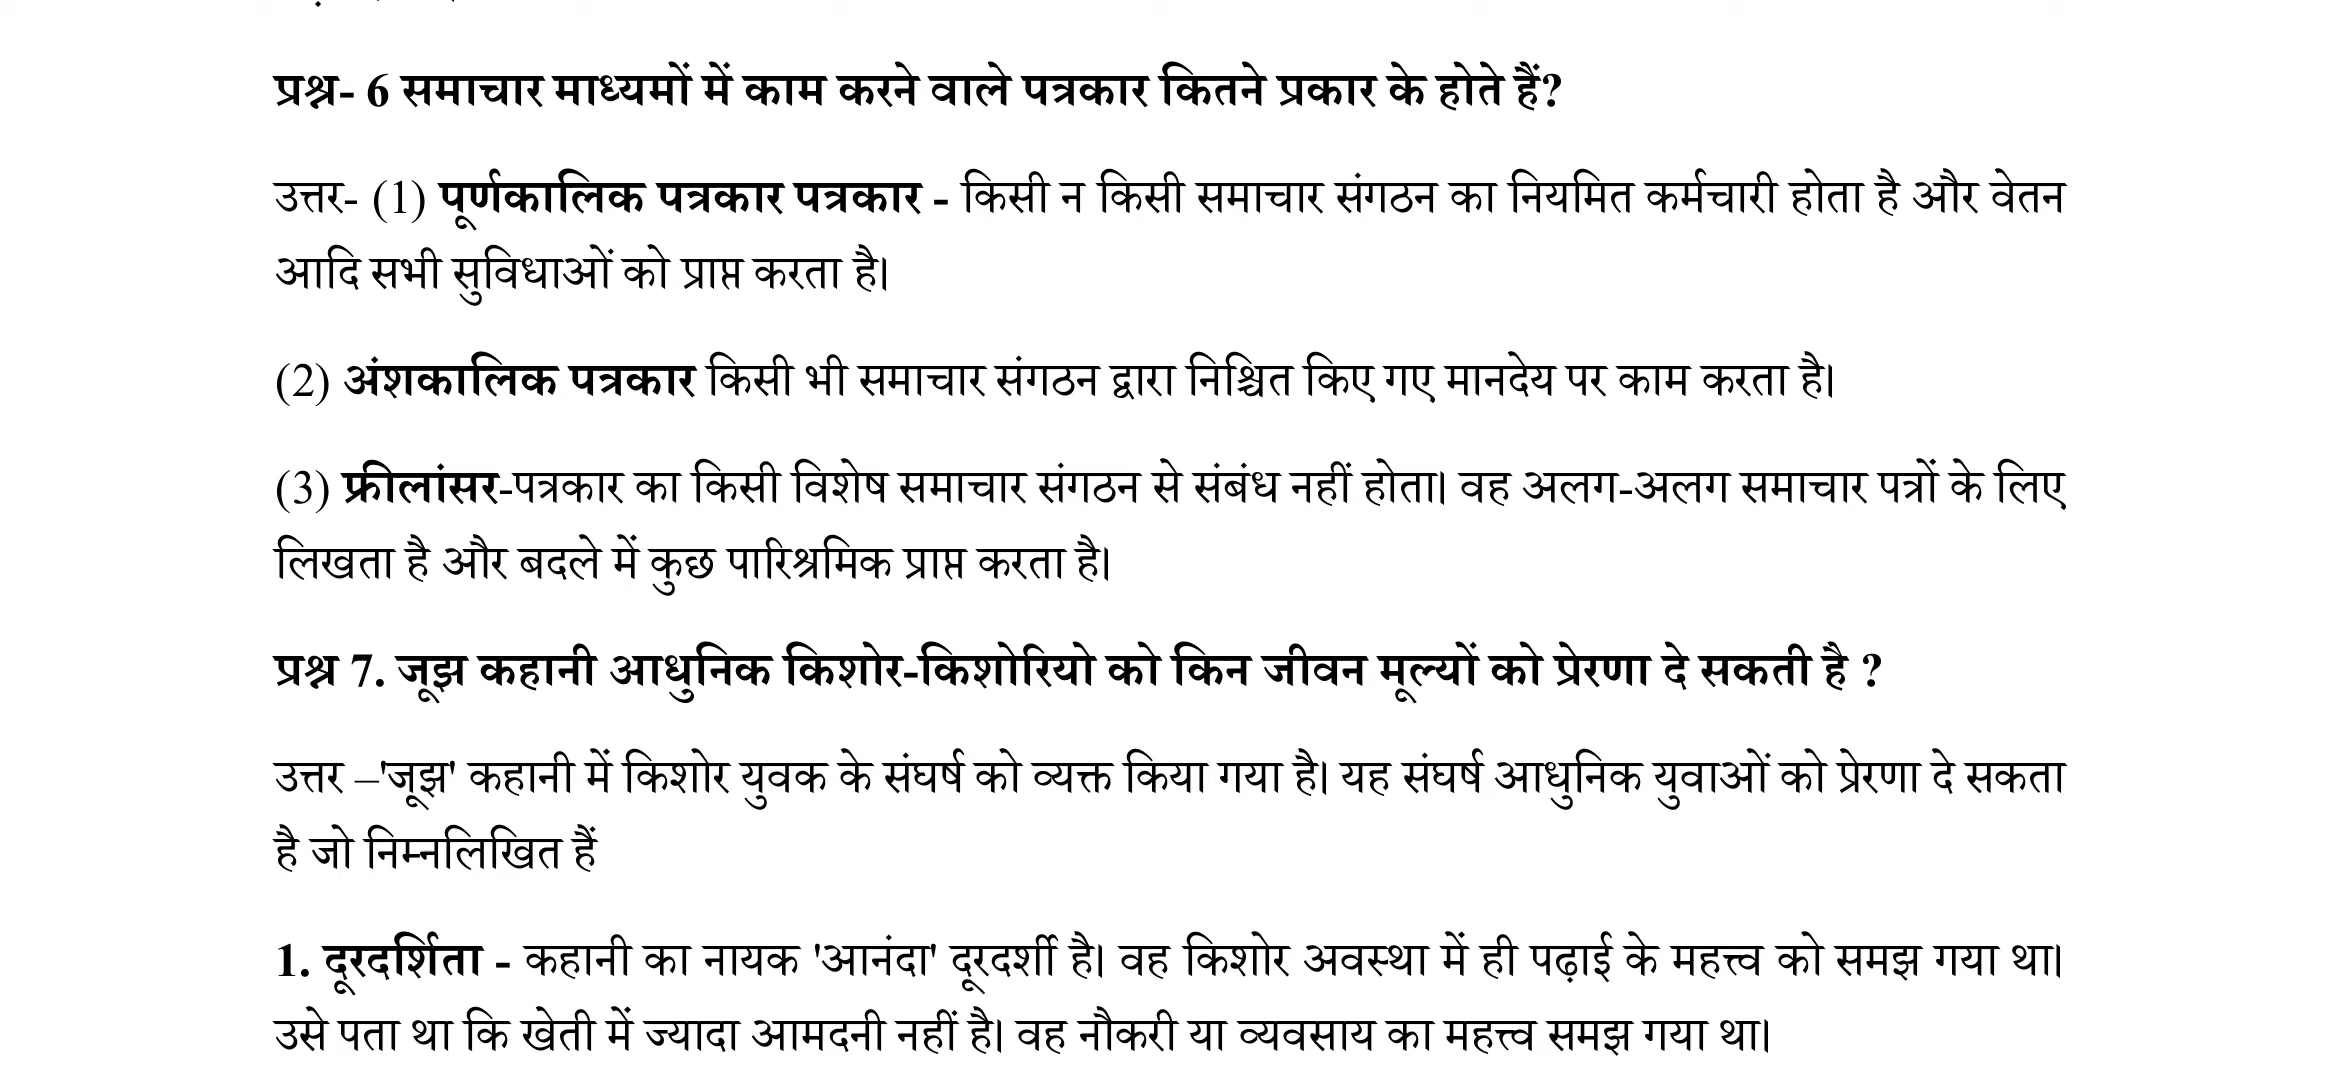 प्रश्न- 6 समाचार माध्यमों में काम करने वाले पत्रकार कितने प्रकार के होते हैं?
उत्तर- (1) पूर्णकालिक पत्रकार पत्रकार - किसी न किसी समाचार संगठन का नियमित कर्मचारी होता है और वेतन
आदि सभी सुविधाओं को प्राप्त करता है।
(2) अंशकालिक पत्रकार किसी भी समाचार संगठन द्वारा निश्चित किए गए मानदेय पर काम करता है।
(3) फ्रीलांसर-पत्रकार का किसी विशेष समाचार संगठन से संबंध नहीं होता। वह अलग-अलग समाचार पत्रों के लिए
लिखता है और बदले में कुछ पारिश्रमिक प्राप्त करता है।
प्रश्न 7. जूझ कहानी आधुनिक किशोर-किशोरियो को किन जीवन मूल्यों को प्रेरणा दे सकती है ?
उत्तर –'जूझ' कहानी में किशोर युवक के संघर्ष को व्यक्त किया गया है। यह संघर्ष आधुनिक युवाओं को प्रेरणा दे सकता
है जो निम्नलिखित हैं
1. दूरदर्शिता - कहानी का नायक 'आनंदा' दूरदर्शी है। वह किशोर अवस्था में ही पढ़ाई के महत्त्व को समझ गया था।
उसे पता था कि खेती में ज्यादा आमदनी नहीं है। वह नौकरी या व्यवसाय का महत्त्व समझ गया था।